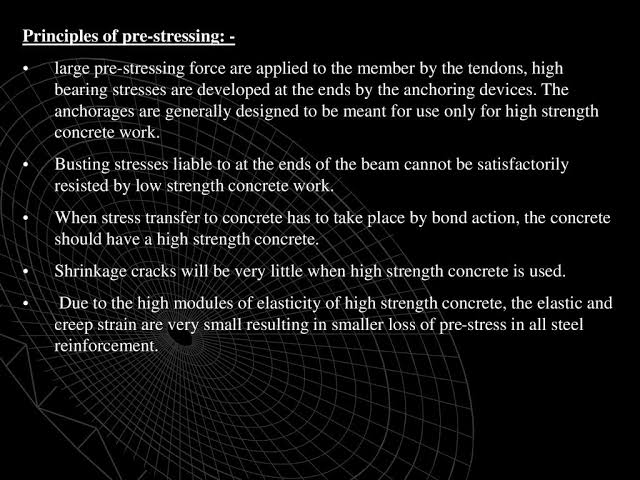 Principles of pre-stressing: -
• large pre-stressing force are applied to the member by the tendons, high
bearing stresses are developed at the ends by the anchoring devices. The
anchorages are generally designed to be meant for use only for high strength
concrete work.
• Busting stresses liable to at the ends of the beam cannot be satisfactorily
resisted by low strength concrete work.
• When stress transfer to concrete has to take place by bond action, the concrete
should have a high strength concrete.
• Shrinkage cracks will be very little when high strength concrete is used.
• Due to the high modules of elasticity of high strength concrete, the elastic and
creep strain are very small resulting in smaller loss of pre-stress in all steel
reinforcement.